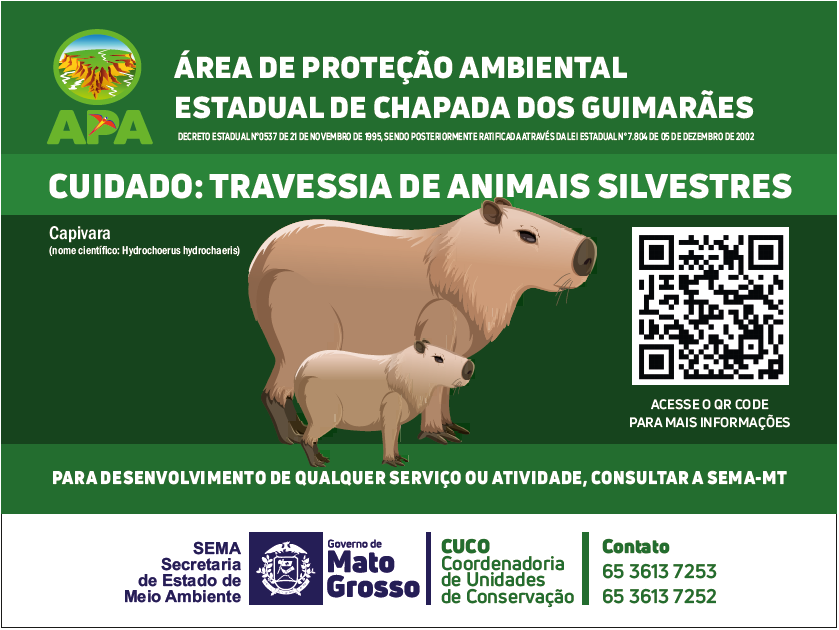 APA
ÁREA DE PROTEÇÃO AMBIENTAL
ESTADUAL DE CHAPADA DOS GUIMARÃES
DECRETO ESTADUAL N°0537 DE 21 DE NOVEMBRO DE 1995, SENDO POSTERIORMENTE RATIFICADA ATRAVÉS DA LEI ESTADUAL N° 7.804 DE 05 DE DEZEMBRO DE 2002
CUIDADO: TRAVESSIA DE ANIMAIS SILVESTRES
Capivara
(nome científico: Hydrochoerus hydrochaeris)
ACESSE O QR CODE
PARA MAIS INFORMAÇÕES
PARA DESENVOLVIMENTO DE QUALQUER SERVIÇO OU ATIVIDADE, CONSULTAR A SEMA-MT
SEMA
Secretaria
de Estado de
Meio Ambiente
Governo de
Mato
Grosso
CUCO
Coordenadoria
de Unidades
de Conservação
Contato
65 3613 7253
65 3613 7252